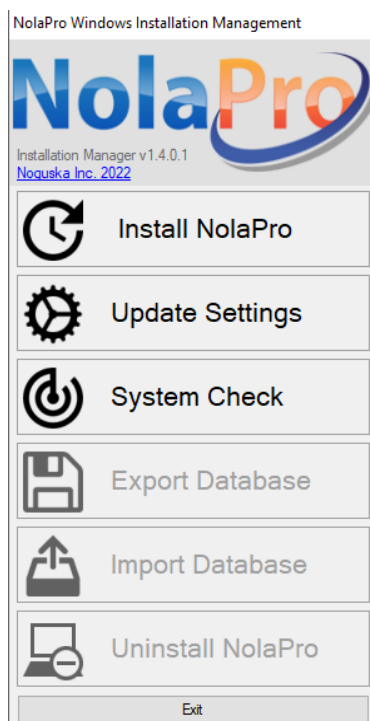 NolaPro Windows Installation Management
NolaPro
Installation Manager v1.4.0.1
Noguska Inc. 2022
Install NolaPro
Update Settings
System Check
Export Database
Import Database
Uninstall NolaPro
Exit